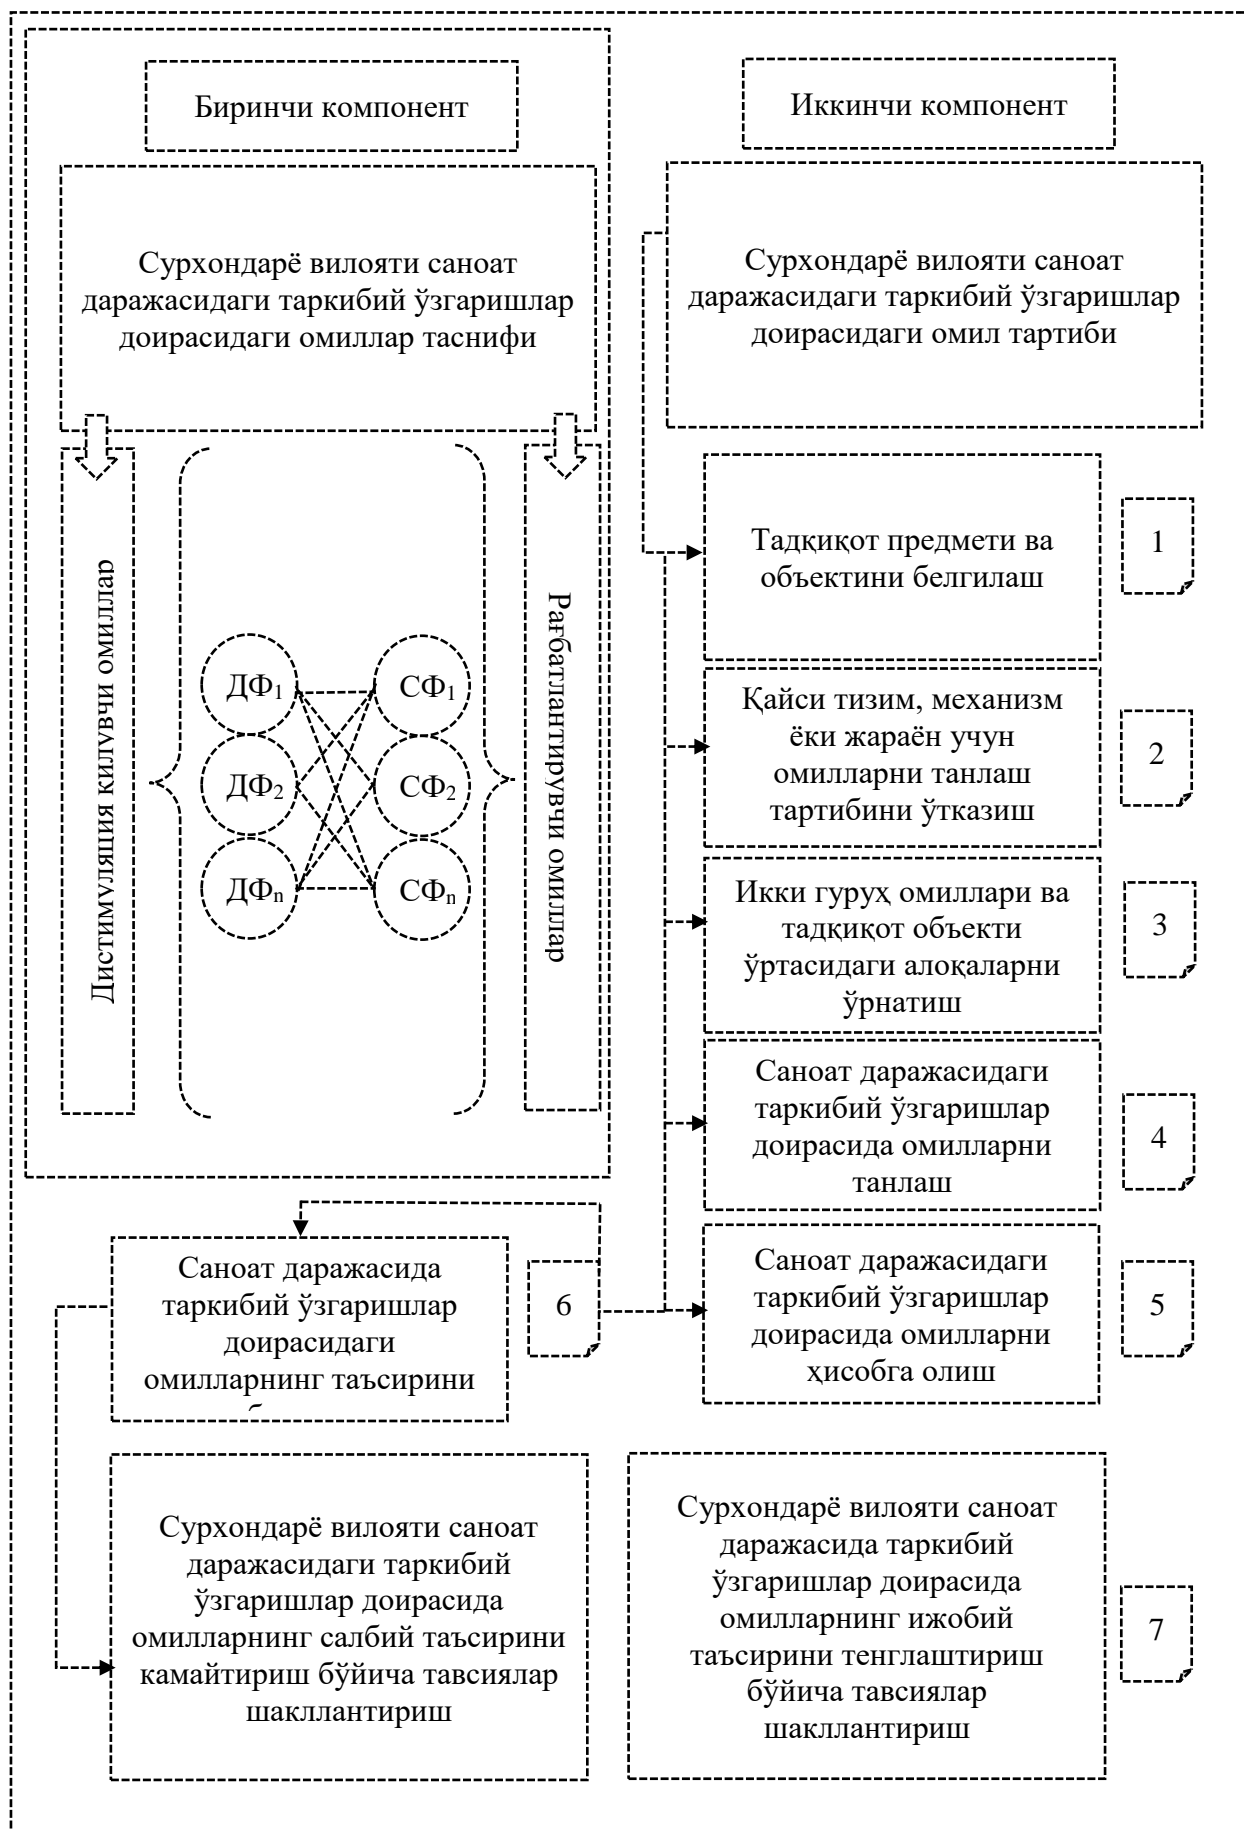 Биринчи компонент
Сурхондарё вилояти саноат
даражасидаги таркибий ўзгаришлар
доирасидаги омиллар таснифи
Дистимуляция килувчи омиллар
ДФ1
ДФ2
ДФn
СФ1
СФ2
СФn
Рағбатлантирувчи омиллар
Иккинчи компонент
Сурхондарё вилояти саноат
даражасидаги таркибий ўзгаришлар
доирасидаги омил тартиби
Тадқиқот предмети ва
объектини белгилаш
1
Қайси тизим, механизм
ёки жараён учун
омилларни танлаш
тартибини ўтказиш
2
Икки гуруҳ омиллари ва
тадқиқот объекти
ўртасидаги алоқаларни
ўрнатиш
3
Саноат даражасидаги
таркибий ўзгаришлар
доирасида омилларни
танлаш
4
Саноат даражасидаги
таркибий ўзгаришлар
доирасида омилларни
ҳисобга олиш
5
Саноат даражасида
таркибий ўзгаришлар
доирасидаги
омилларнинг таъсирини
6
Сурхондарё вилояти саноат
даражасидаги таркибий
ўзгаришлар доирасида
омилларнинг салбий таъсирини
камайтириш бўйича тавсиялар
шакллантириш
Сурхондарё вилояти саноат
даражасида таркибий
ўзгаришлар доирасида
омилларнинг ижобий
таъсирини тенглаштириш
бўйича тавсиялар
шакллантириш
7